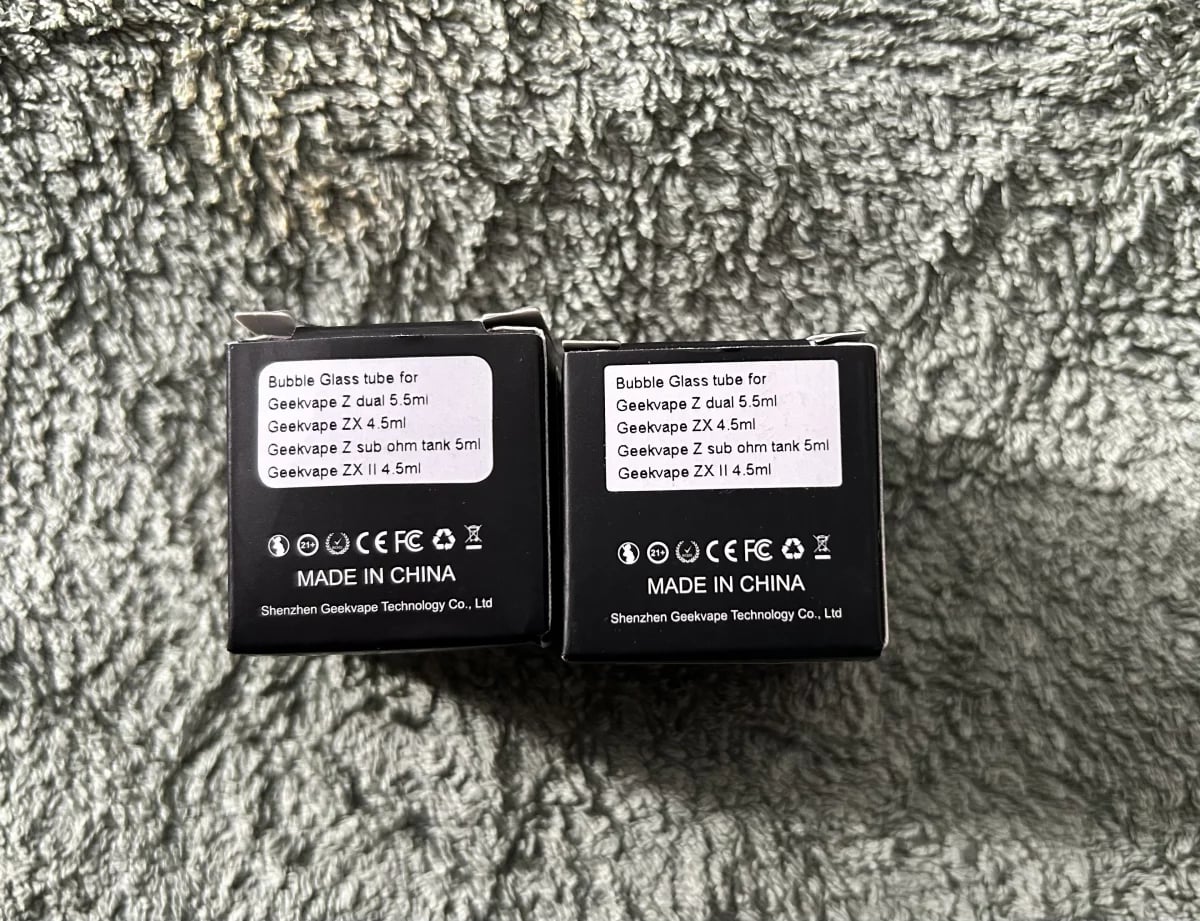 Bubble Glass tube for
Geekvape Z dual 5.5ml
Geekvape ZX 4.5ml
Geekvape Z sub ohm tank 5ml
Geekvape ZX II 4.5ml
21+
CE FC
MADE IN CHINA
Shenzhen Geekvape Technology Co., Ltd
Bubble Glass tube for
Geekvape Z dual 5.5ml
Geekvape ZX 4.5ml
Geekvape Z sub ohm tank 5ml
Geekvape ZX II 4.5ml
21+
CE FC
MADE IN CHINA
Shenzhen Geekvape Technology Co., Ltd